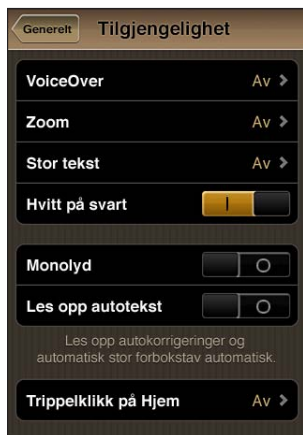 Generelt
Tilgjengelighet
VoiceOver Av
Zoom Av
Stor tekst Av
Hvitt på svart
Monolyd
Les opp autotekst
Les opp autokorrigeringer og
automatisk stor forbokstav automatisk.
Trippelklikk på Hjem Av